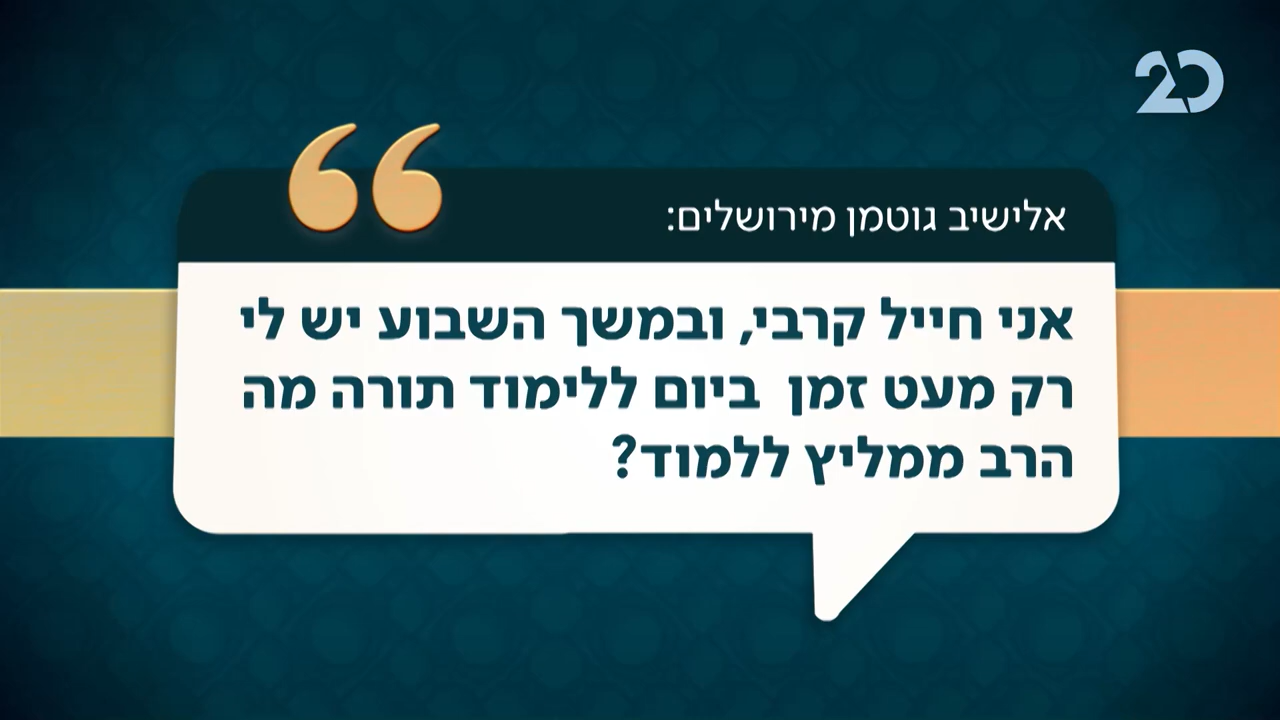 20
אלישיב גוטמן מירושלים:
אני חייל קרבי, ובמשך השבוע יש לי
רק מעט זמן  ביום ללימוד תורה מה
הרב ממליץ ללמוד?